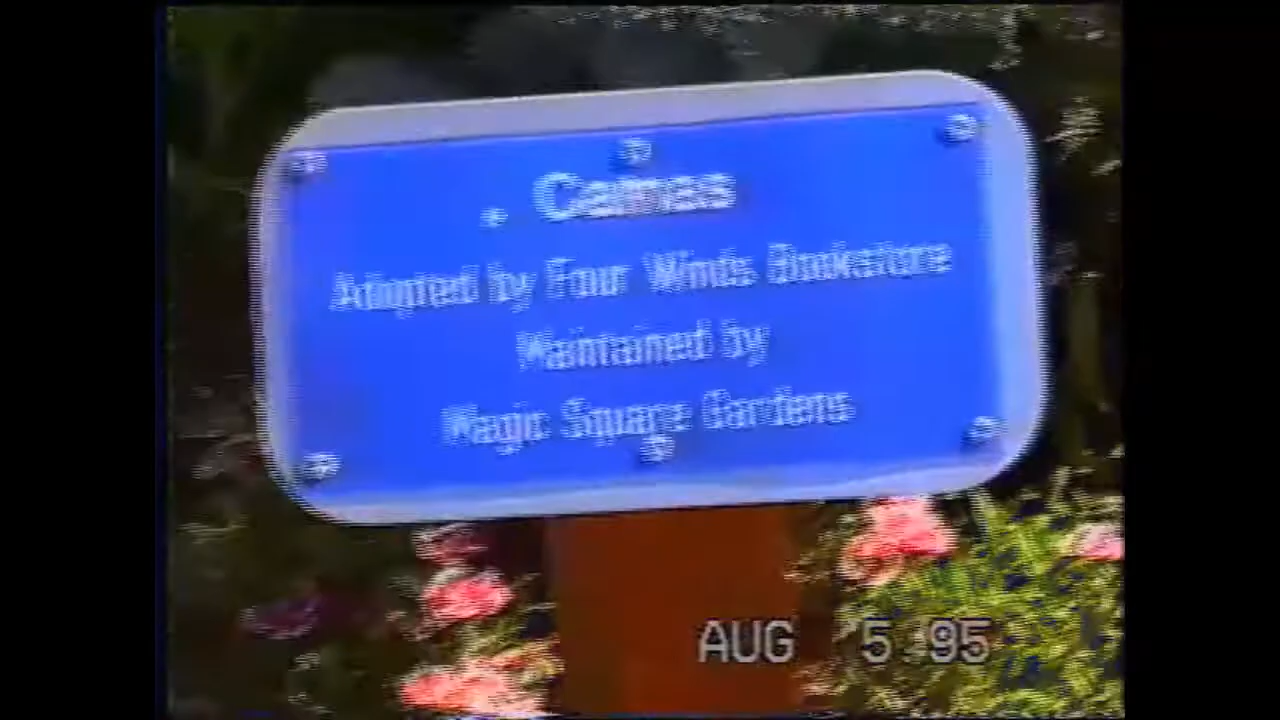 Camas
Adopted by Four Winds Bookstore
Maintained by
Magic Square Gardens
AUG 5 95